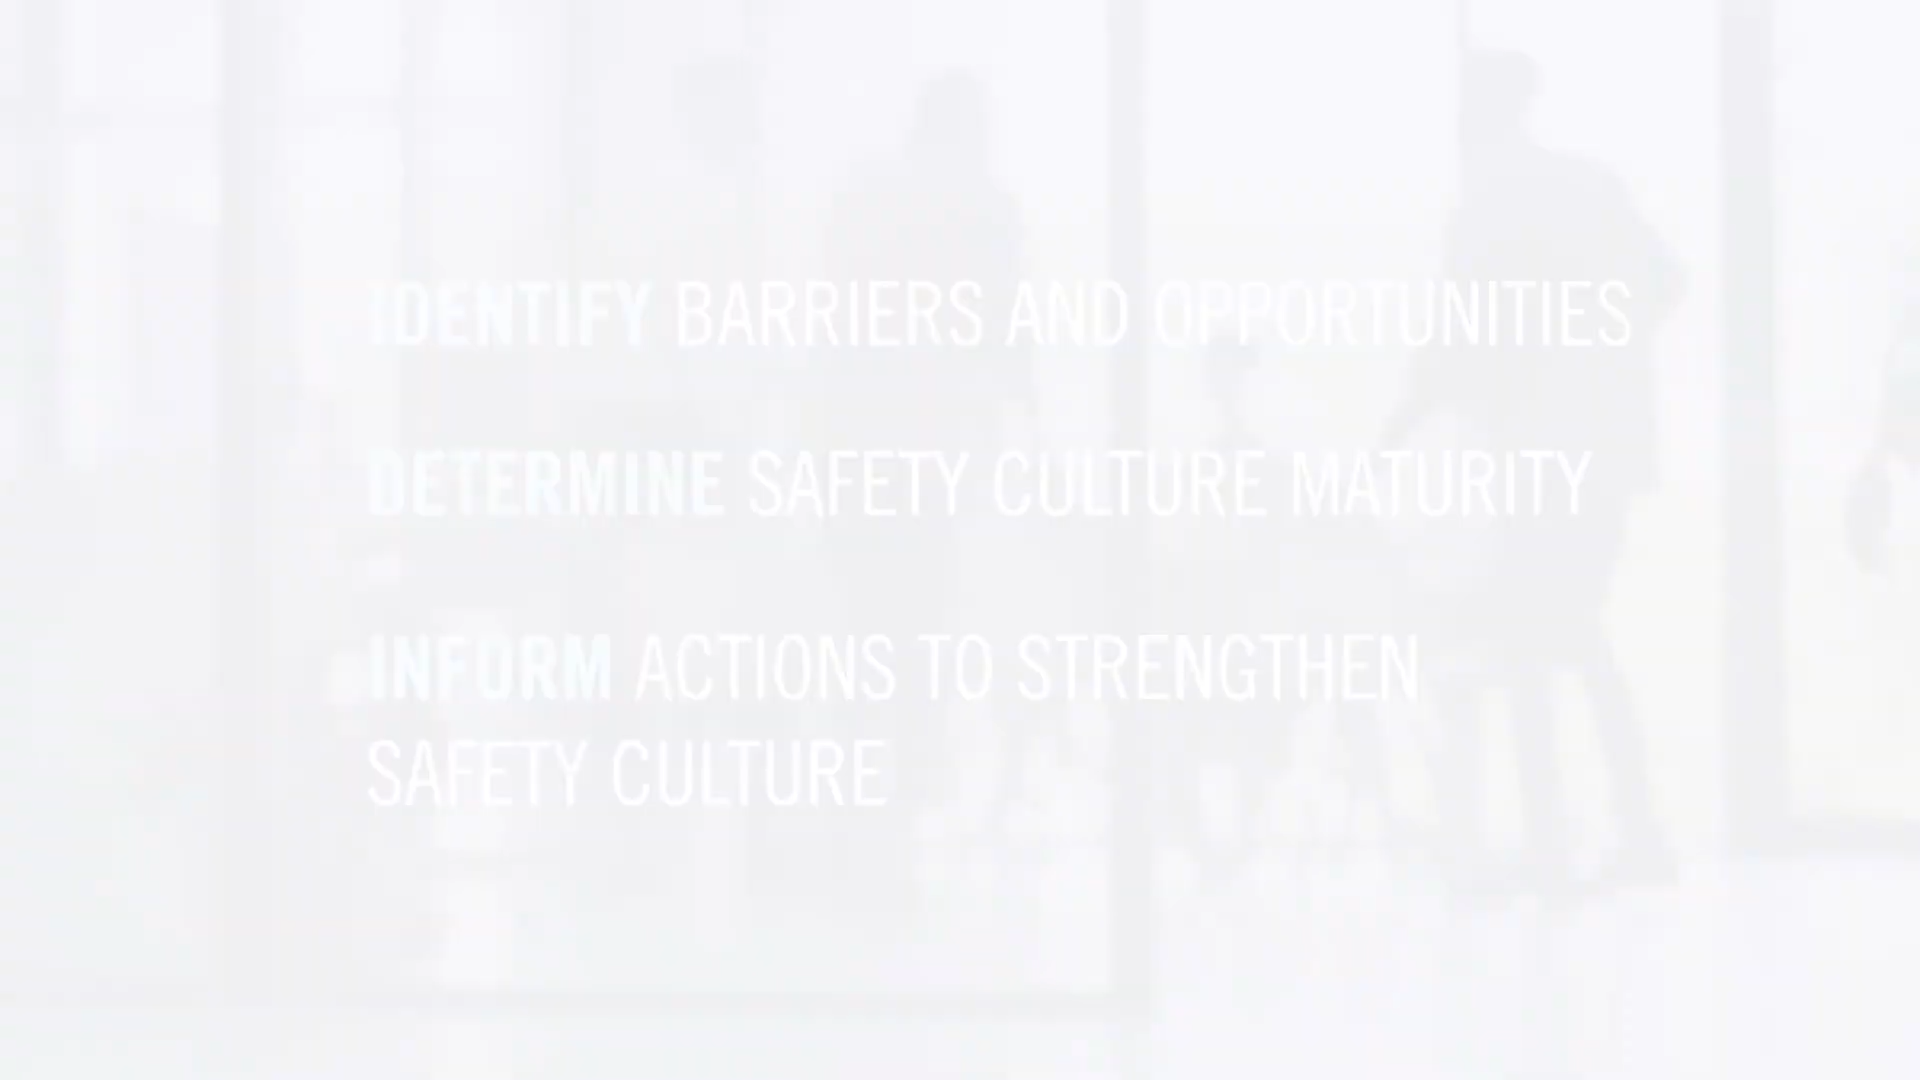 IDENTIFY BARRIERS AND OPPORTUNITIES
DETERMINE SAFETY CULTURE MATURITY
INFORM ACTIONS TO STRENGTHEN
SAFETY CULTURE